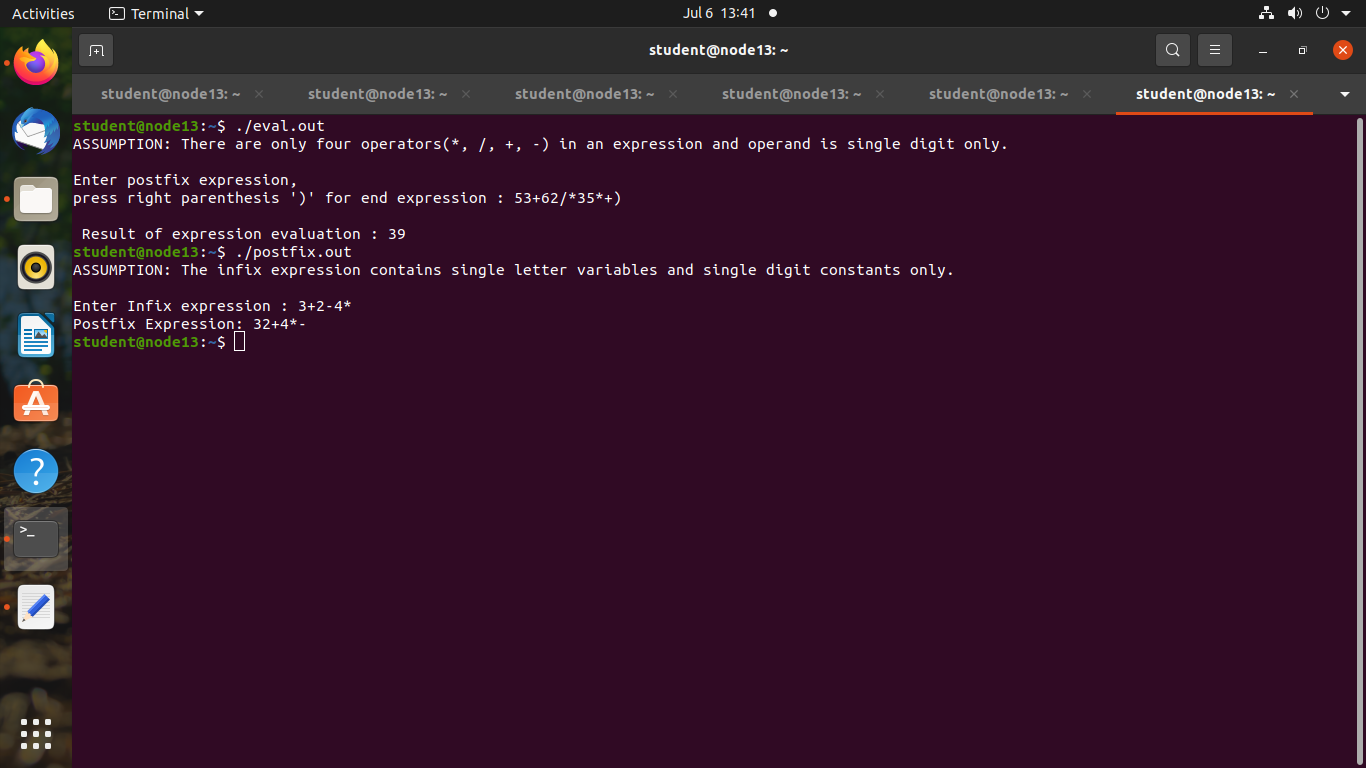 Activities Terminal Jul 6 13:41
student@node13: ~
student@node13: ~ student@node13: ~ student@node13: ~ student@node13: ~ student@node13: ~ student@node13: ~
student@node13:~$ ./eval.out
ASSUMPTION: There are only four operators(*, /, +, -) in an expression and operand is single digit only.
Enter postfix expression,
press right parenthesis ')' for end expression : 53+62/*35*+)
Result of expression evaluation : 39
student@node13:~$ ./postfix.out
ASSUMPTION: The infix expression contains single letter variables and single digit constants only.
Enter Infix expression : 3+2-4*
Postfix Expression: 32+4*-
student@node13:~$